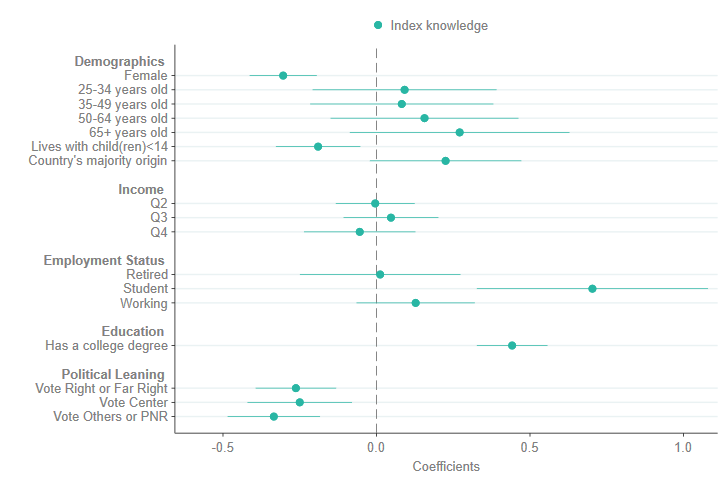 Index knowledge
Demographics
Female
25-34 years old
35-49 years old
50-64 years old
65+ years old
Lives with child(ren)<14
Country's majority origin
Income
Q2
Q3
Q4
Employment Status
Retired
Student
Working
Education
Has a college degree
Political Leaning
Vote Right or Far Right
Vote Center
Vote Others or PNR
-0.5 0.0 0.5 1.0
Coefficients